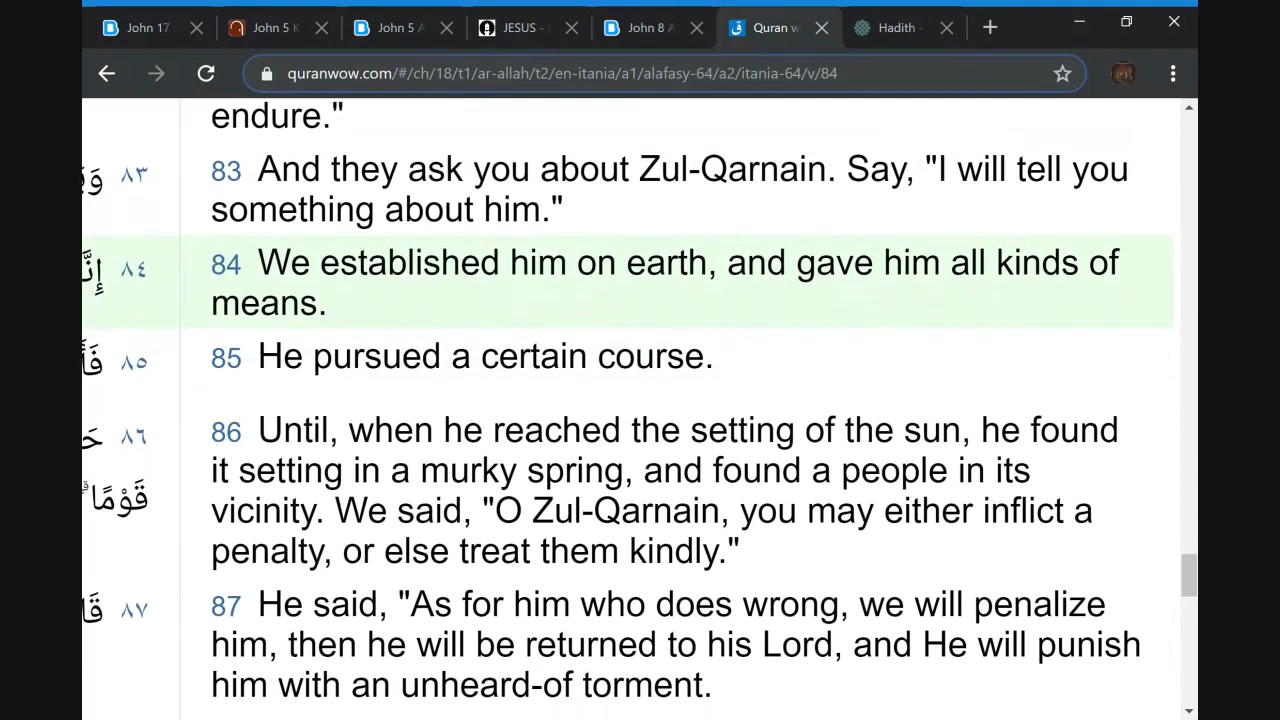 John 17 John 5 K John 5 A JESUS - John 8 A Quran w Hadith -
quranwow.com/#/ch/18/t1/ar-allah/t2/en-itania/a1/alafasy-64/a2/itania-64/v/84
endure."
٨٣
83 And they ask you about Zul-Qarnain. Say, "I will tell you
something about him."
إِنَّ ٨٤
84 We established him on earth, and gave him all kinds of
means.
٨٥
85 He pursued a certain course.
٨٦
86 Until, when he reached the setting of the sun, he found
it setting in a murky spring, and found a people in its
قَوْمًا
vicinity. We said, "O Zul-Qarnain, you may either inflict a
penalty, or else treat them kindly."
٨٧
87 He said, "As for him who does wrong, we will penalize
him, then he will be returned to his Lord, and He will punish
him with an unheard-of torment.